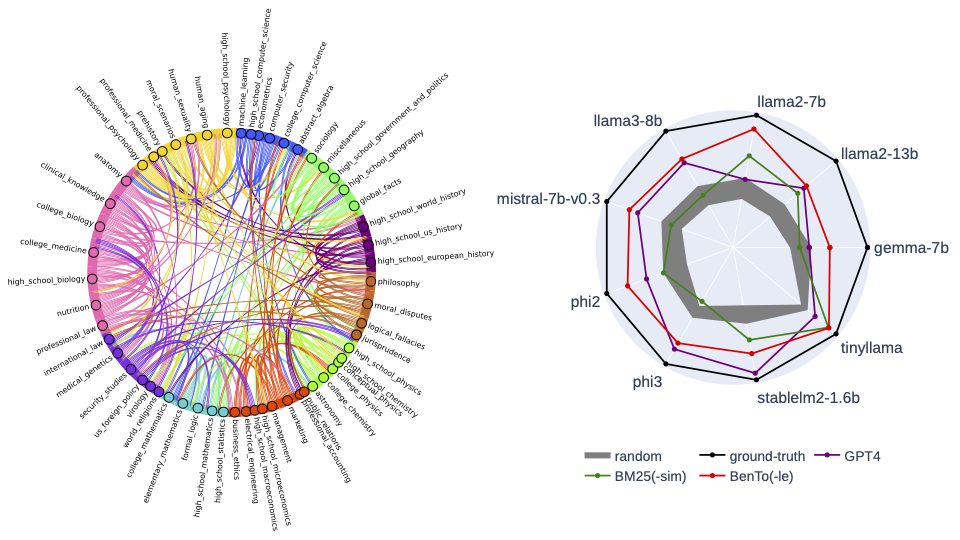 high_school_psychology
machine_learning
high_school_computer_science
econometrics
computer_security
college_computer_science
abstract_algebra
sociology
miscellaneous
high_school_government_and_politics
high_school_geography
global_facts
high_school_world_history
high_school_us_history
high_school_european_history
philosophy
moral_disputes
logical_fallacies
jurisprudence
high_school_physics
high_school_chemistry
conceptual_physics
college_physics
college_chemistry
astronomy
public_relations
professional_accounting
marketing
management
high_school_microeconomics
high_school_macroeconomics
electrical_engineering
business_ethics
high_school_statistics
high_school_mathematics
formal_logic
elementary_mathematics
college_mathematics
world_religions
virology
us_foreign_policy
security_studies
medical_genetics
international_law
professional_law
nutrition
high_school_biology
college_medicine
college_biology
clinical_knowledge
anatomy
professional_psychology
professional_medicine
prehistory
moral_scenarios
human_sexuality
human_aging
llama2-7b
llama3-8b
llama2-13b
mistral-7b-v0.3
gemma-7b
phi2
tinyllama
phi3
stablelm2-1.6b
random
ground-truth
GPT4
BM25(-sim)
BenTo(-le)